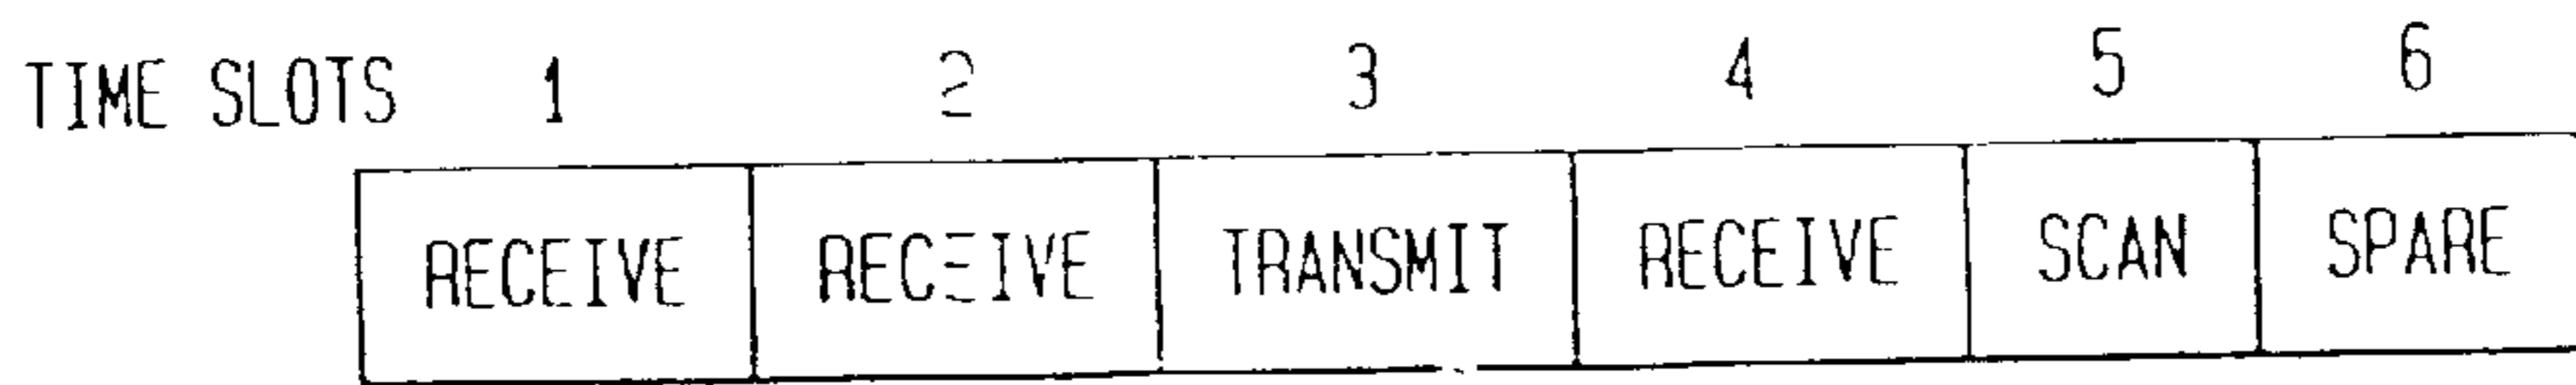 TIME SLOTS 1 2 3 4 5 6
RECEIVE RECEIVE TRANSMIT RECEIVE SCAN SPARE